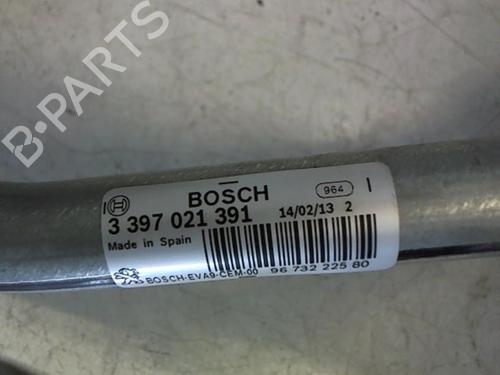 B-PARTS
BOSCH
964
3 397 021 391
14/02/13 2
Made in Spain
BOSCH-EVA9-CEM-00
96 732 225 80